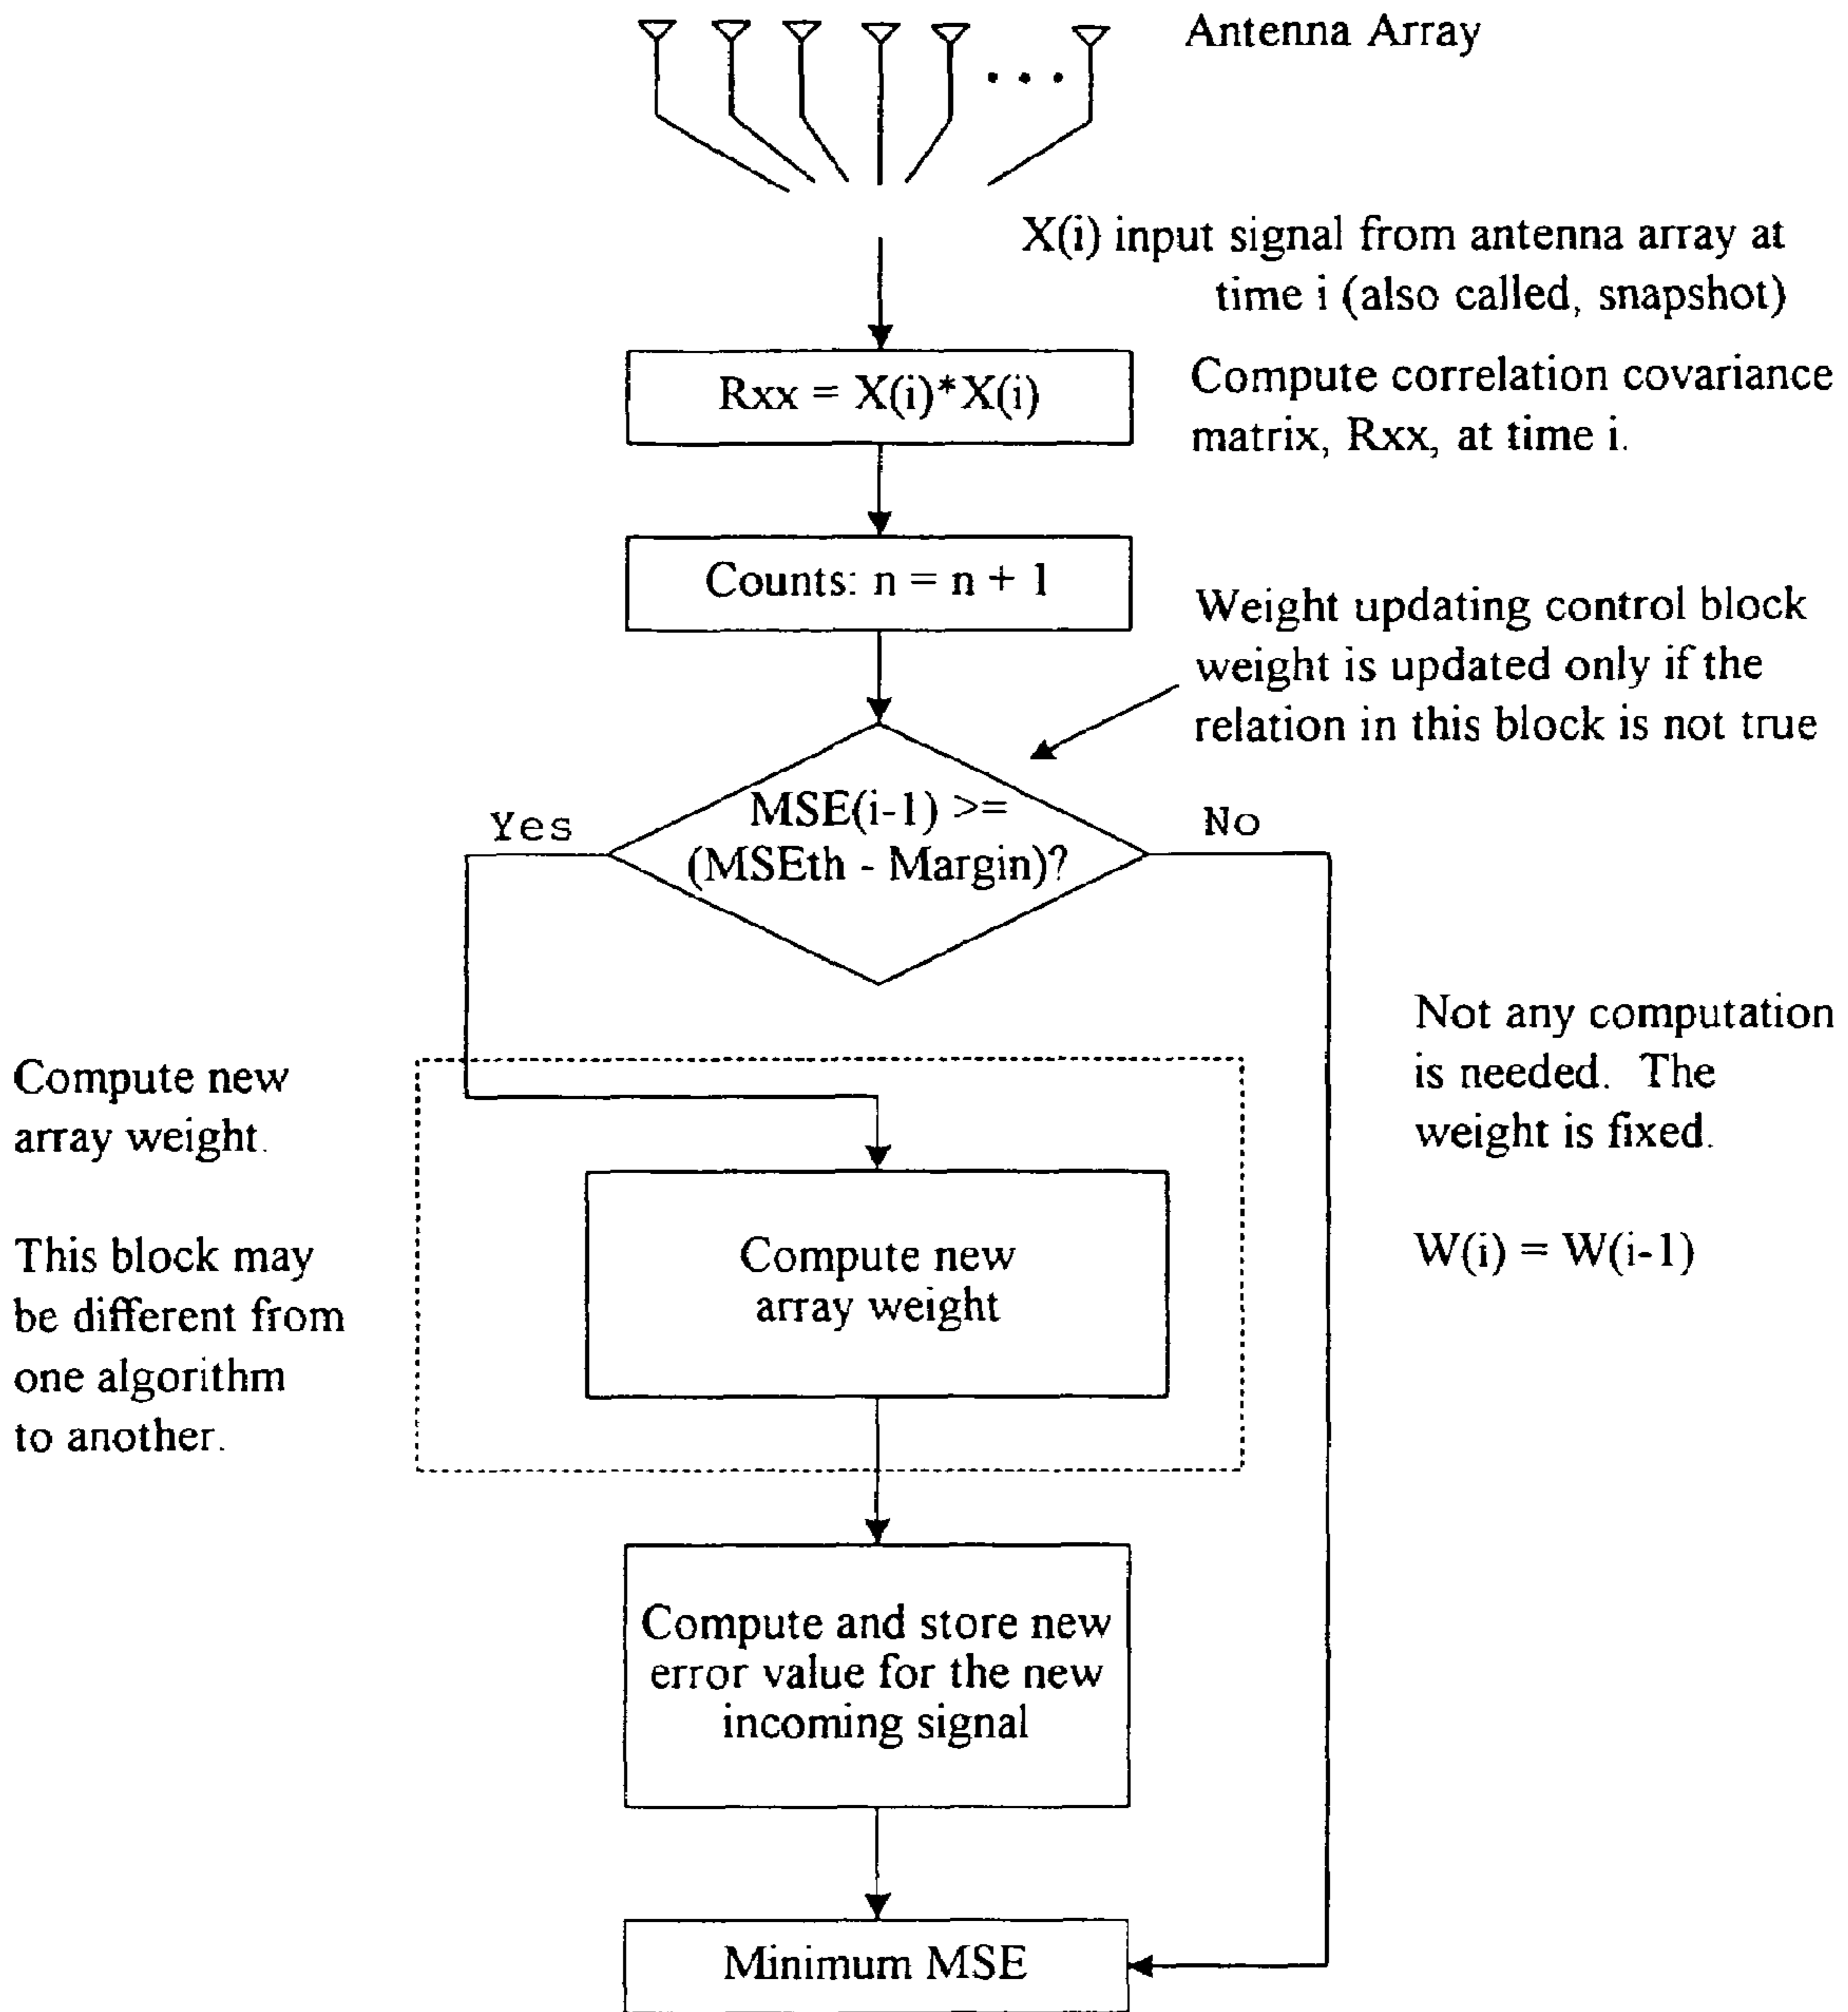 Antenna Array
X(i) input signal from antenna array at
time i (also called, snapshot)
Rxx = X(i)*X(i)
Compute correlation covariance
matrix, Rxx, at time i.
Counts: n = n + 1
Weight updating control block
weight is updated only if the
relation in this block is not true
MSE(i-1) >=
(MSEth - Margin)?
Yes
No
Not any computation
is needed. The
weight is fixed.
W(i) = W(i-1)
Compute new
array weight.
This block may
be different from
one algorithm
to another.
Compute new
array weight
Compute and store new
error value for the new
incoming signal
Minimum MSE